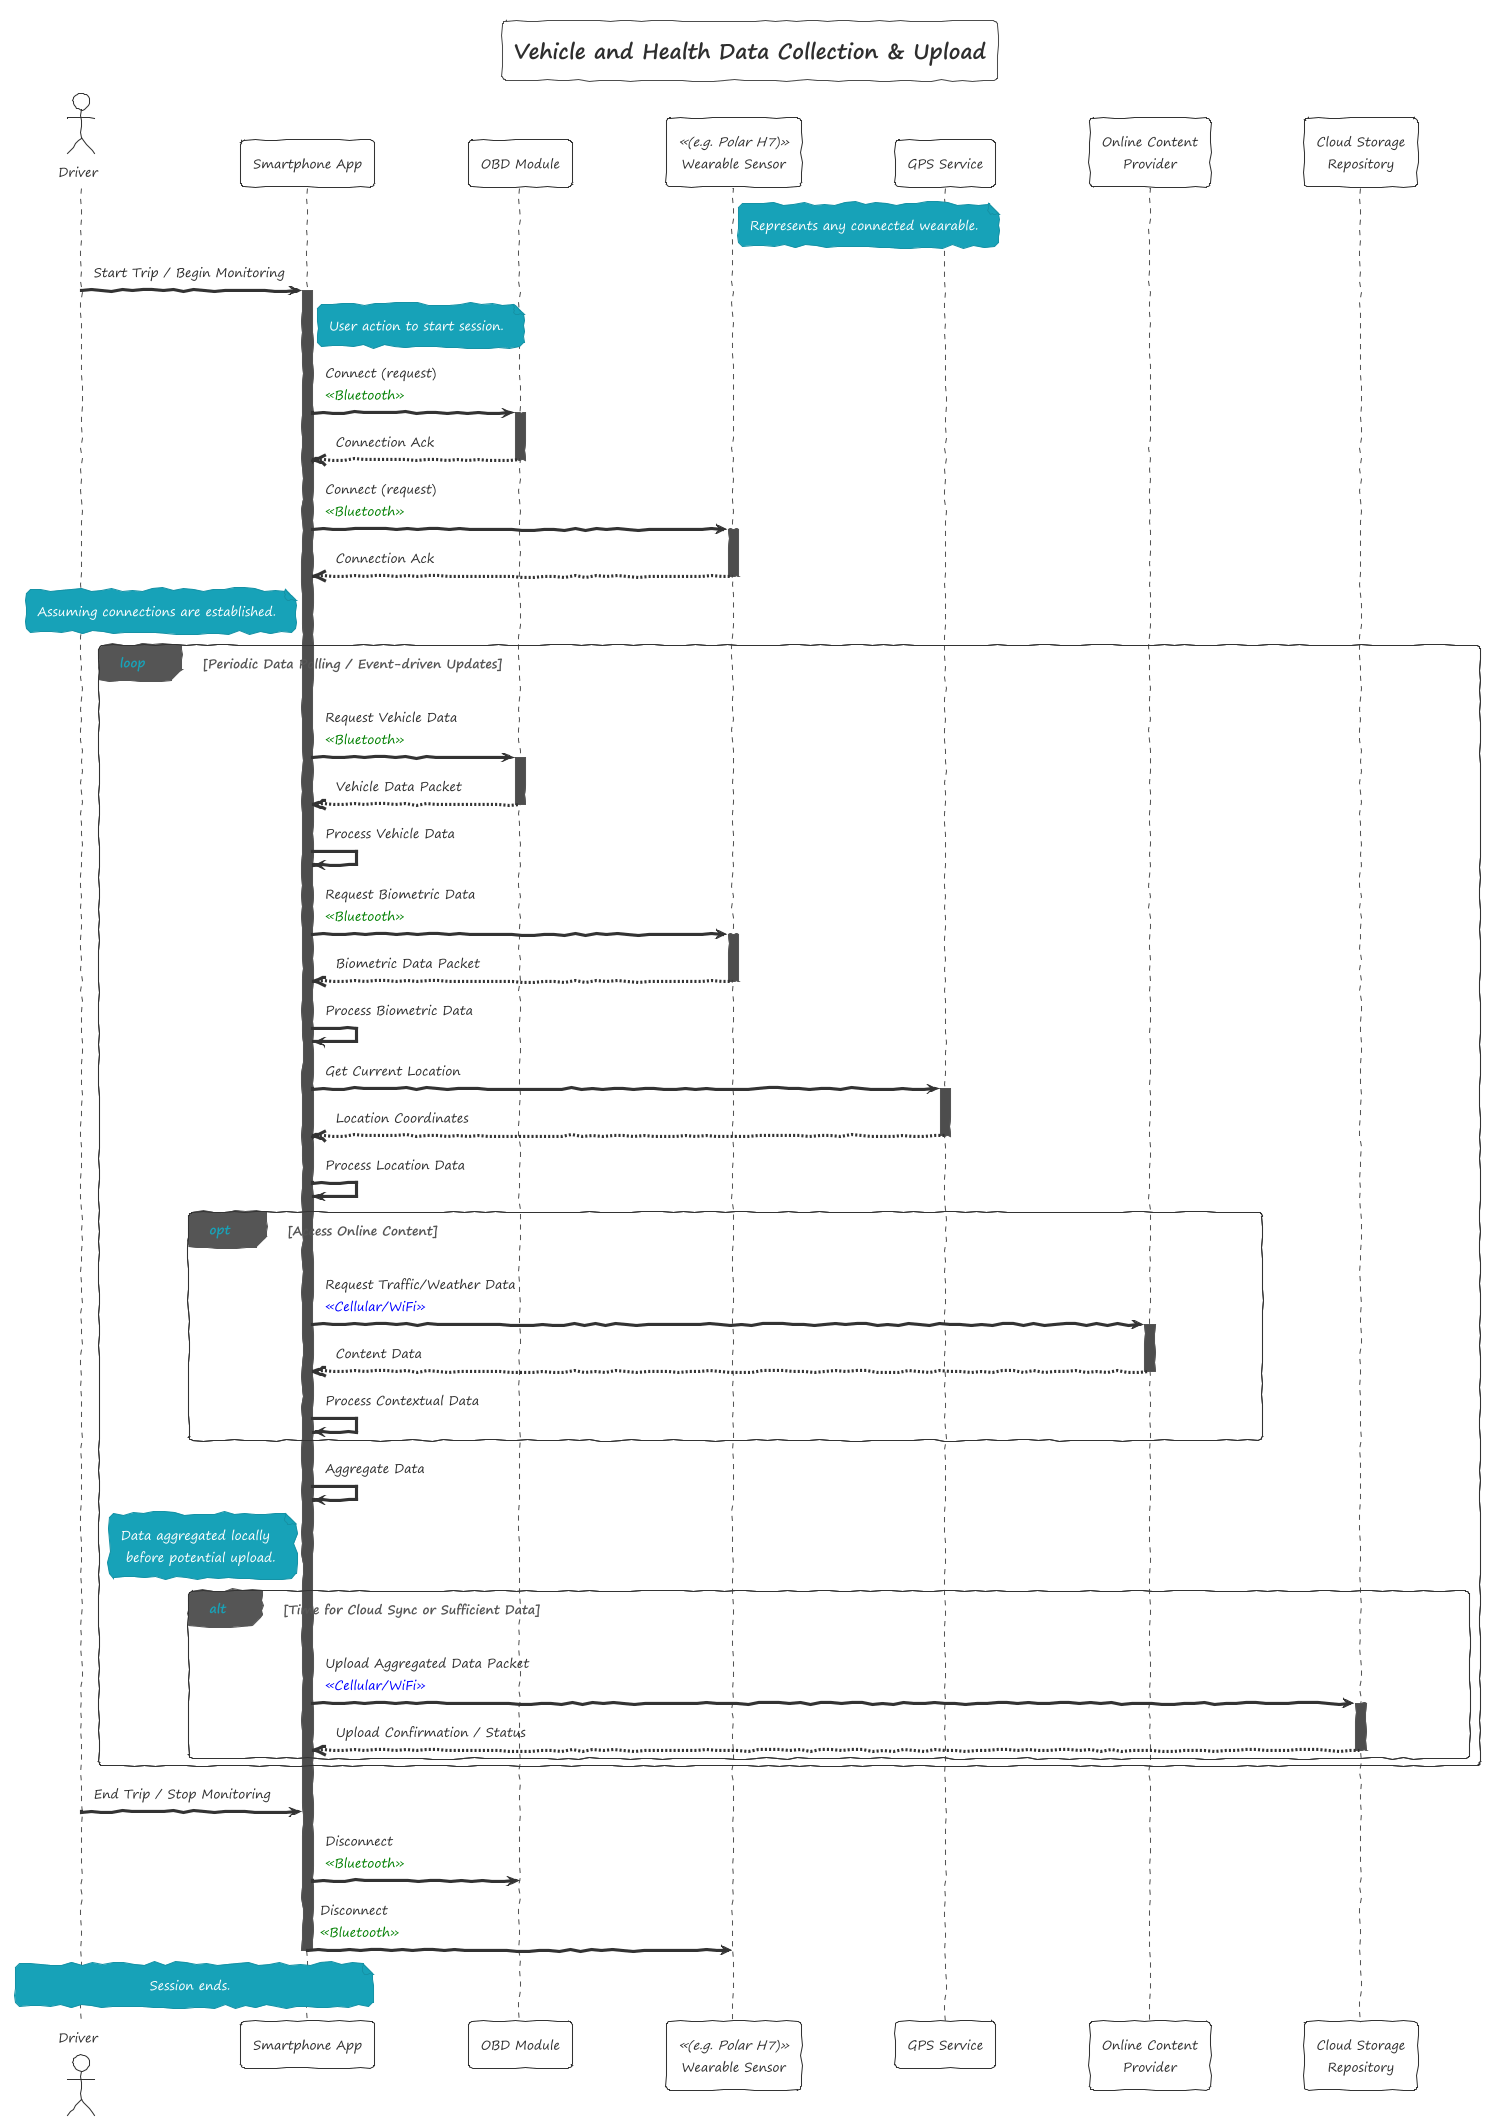 Vehicle and Health Data Collection & Upload
Driver
Smartphone App
OBD Module
«(e.g. Polar H7)»
Wearable Sensor
GPS Service
Online Content
Provider
Cloud Storage
Repository
Represents any connected wearable.
Start Trip / Begin Monitoring
User action to start session.
Connect (request)
«Bluetooth»
Connection Ack
Connect (request)
«Bluetooth»
Connection Ack
Assuming connections are established.
loop [Periodic Data Polling / Event-driven Updates]
Request Vehicle Data
«Bluetooth»
Vehicle Data Packet
Process Vehicle Data
Request Biometric Data
«Bluetooth»
Biometric Data Packet
Process Biometric Data
Get Current Location
Location Coordinates
Process Location Data
opt [Access Online Content]
Request Traffic/Weather Data
«Cellular/WiFi»
Content Data
Process Contextual Data
Aggregate Data
Data aggregated locally
before potential upload.
alt [Time for Cloud Sync or Sufficient Data]
Upload Aggregated Data Packet
«Cellular/WiFi»
Upload Confirmation / Status
End Trip / Stop Monitoring
Disconnect
«Bluetooth»
Disconnect
«Bluetooth»
Session ends.
Driver
Smartphone App
OBD Module
«(e.g. Polar H7)»
Wearable Sensor
GPS Service
Online Content
Provider
Cloud Storage
Repository